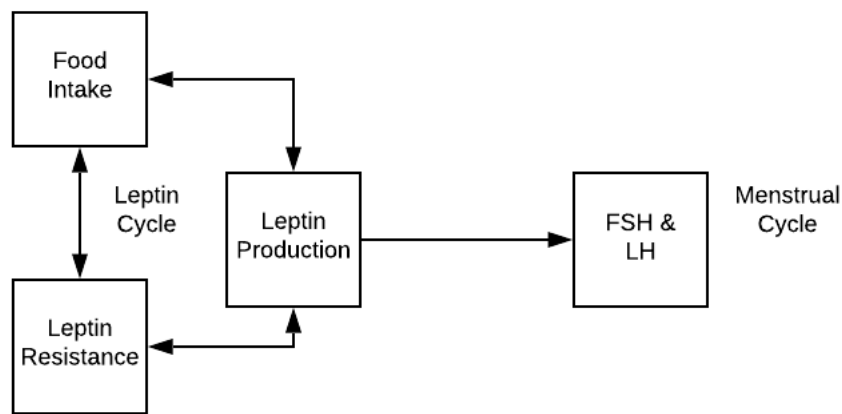 Food
Intake
Leptin
Cycle
Leptin
Production
FSH &
LH
Menstrual
Cycle
Leptin
Resistance